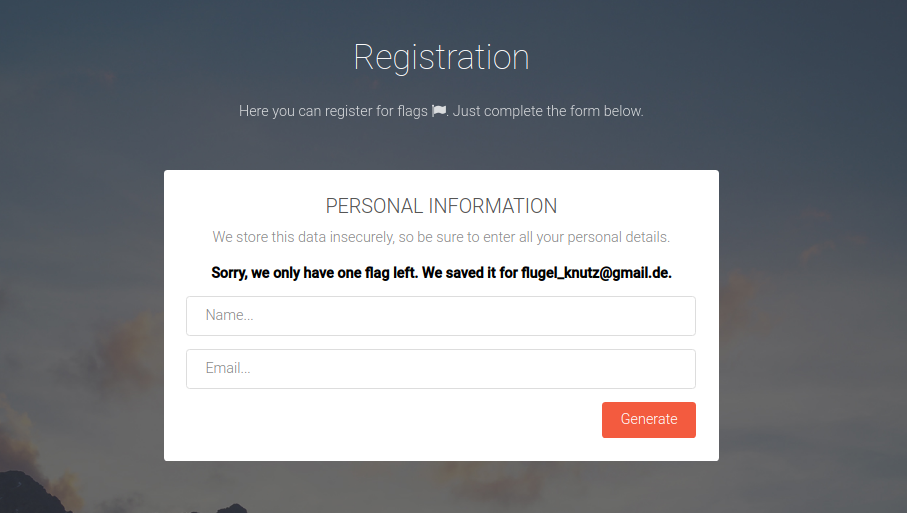 Registration
Here you can register for flags . Just complete the form below.
PERSONAL INFORMATION
We store this data insecurely, so be sure to enter all your personal details.
Sorry, we only have one flag left. We saved it for flugel_knutz@gmail.de.
Name...
Email...
Generate